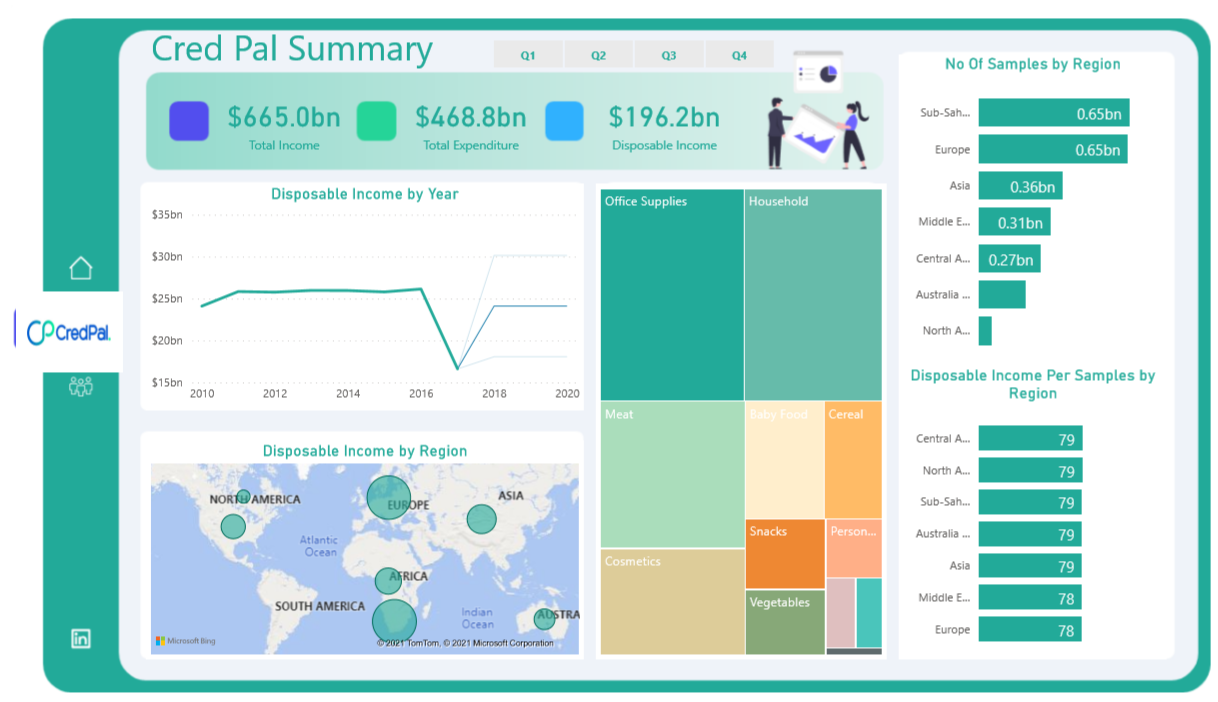 Cred Pal Summary
Q1
Q2
Q3
Q4
$665.0bn
Total Income
$468.8bn
Total Expenditure
$196.2bn
Disposable Income
CredPal.
in
Disposable Income by Year
$35bn
$30bn
$25bn
$20bn
$15bn
2010
2012
2014
2016
2018
2020
Disposable Income by Region
NORTH AMERICA
EUROPE
ASIA
Atlantic
Ocean
AFRICA
SOUTH AMERICA
Indian
Ocean
AUSTRA
Microsoft Bing
© 2021 TomTom, © 2021 Microsoft Corporation
Office Supplies
Household
Meat
Baby Food
Cereal
Cosmetics
Snacks
Person...
Vegetables
No Of Samples by Region
Sub-Sah... 0.65bn
Europe 0.65bn
Asia 0.36bn
Middle E... 0.31bn
Central A... 0.27bn
Australia ...
North A...
Disposable Income Per Samples by
Region
Central A... 79
North A... 79
Sub-Sah... 79
Australia ... 79
Asia 79
Middle E... 78
Europe 78